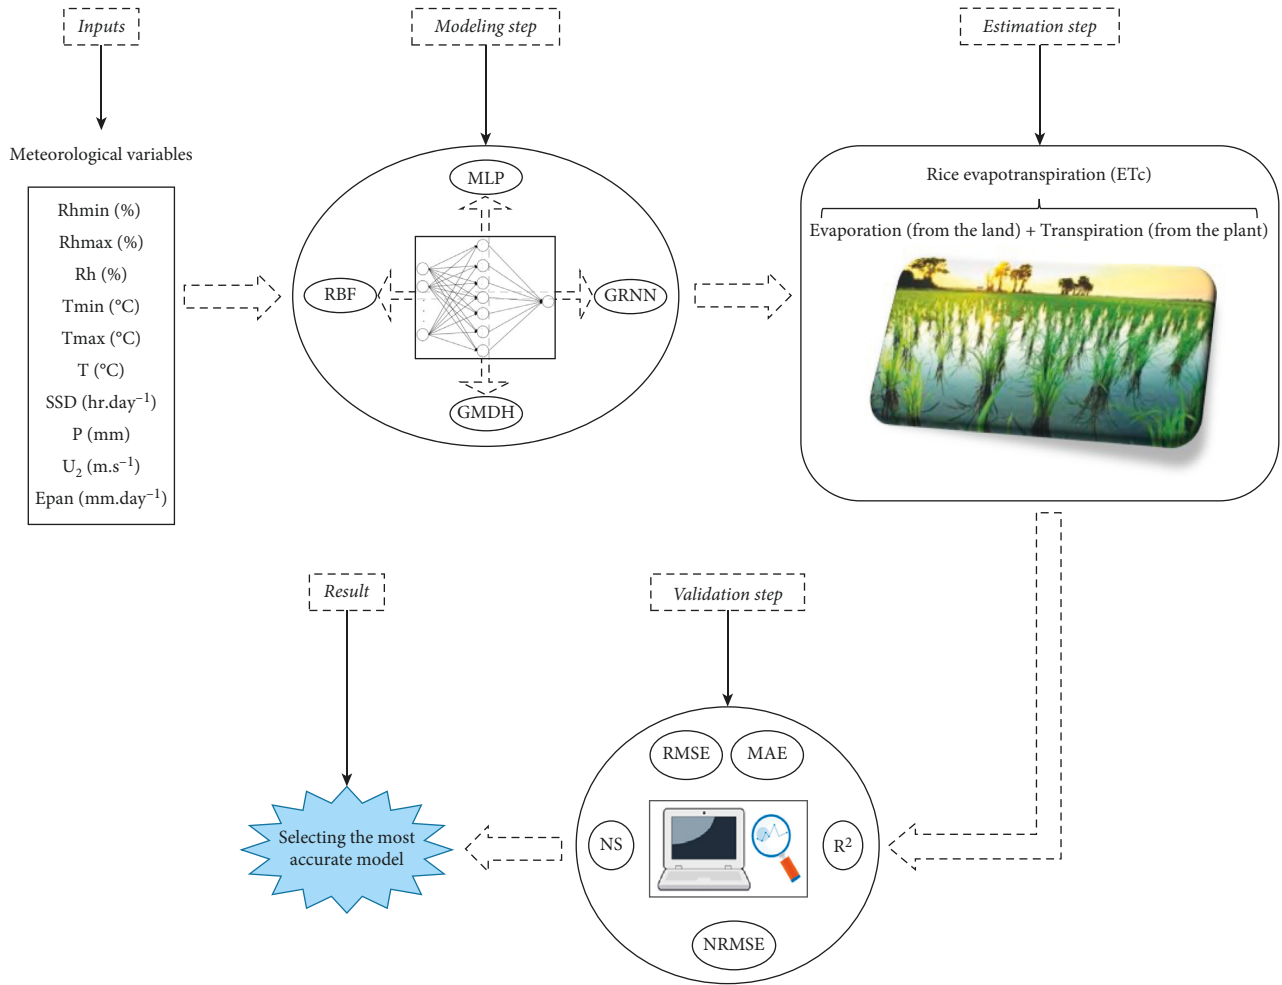 Inputs
Modeling step
Estimation step
Meteorological variables
Rhmin (%)
Rhmax (%)
Rh (%)
Tmin (°C)
Tmax (°C)
T (°C)
SSD (hr.day⁻¹)
P (mm)
U₂ (m.s⁻¹)
Epan (mm.day⁻¹)
MLP
RBF
GRNN
GMDH
Rice evapotranspiration (ETc)
Evaporation (from the land) + Transpiration (from the plant)
Result
Validation step
Selecting the most
accurate model
RMSE
MAE
NS
R²
NRMSE